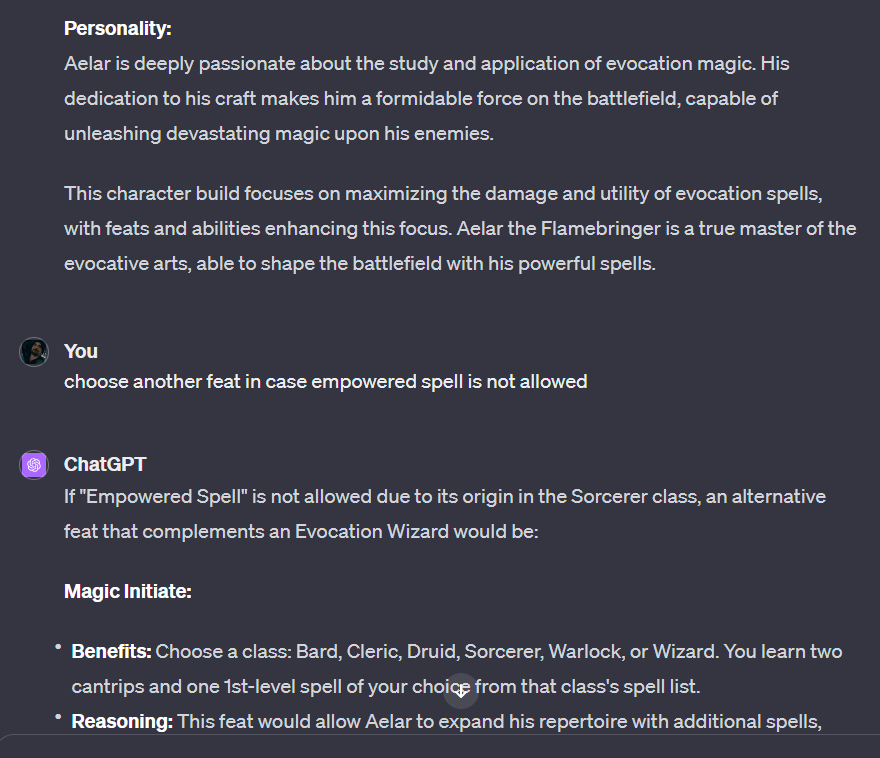 Personality:
Aelar is deeply passionate about the study and application of evocation magic. His
dedication to his craft makes him a formidable force on the battlefield, capable of
unleashing devastating magic upon his enemies.
This character build focuses on maximizing the damage and utility of evocation spells,
with feats and abilities enhancing this focus. Aelar the Flamebringer is a true master of the
evocative arts, able to shape the battlefield with his powerful spells.
You
choose another feat in case empowered spell is not allowed
ChatGPT
If "Empowered Spell" is not allowed due to its origin in the Sorcerer class, an alternative
feat that complements an Evocation Wizard would be:
Magic Initiate:
• Benefits: Choose a class: Bard, Cleric, Druid, Sorcerer, Warlock, or Wizard. You learn two
cantrips and one 1st-level spell of your choice from that class's spell list.
• Reasoning: This feat would allow Aelar to expand his repertoire with additional spells,